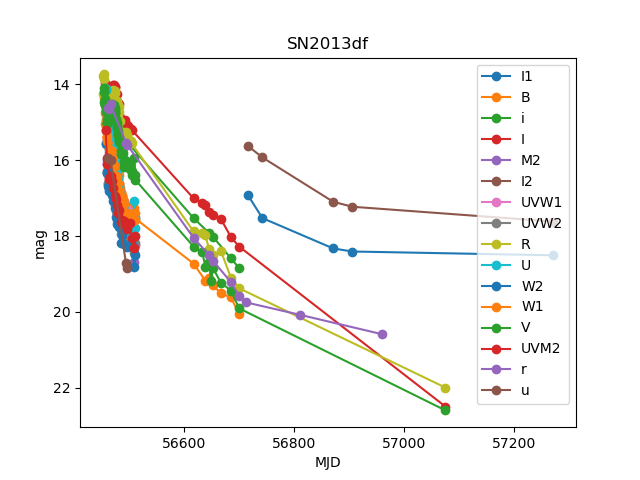 SN2013df
14
16
18
20
22
mag
56600
56800
57000
57200
MJD
I1
B
i
I
M2
I2
UVW1
UVW2
R
U
W2
W1
V
UVM2
r
u